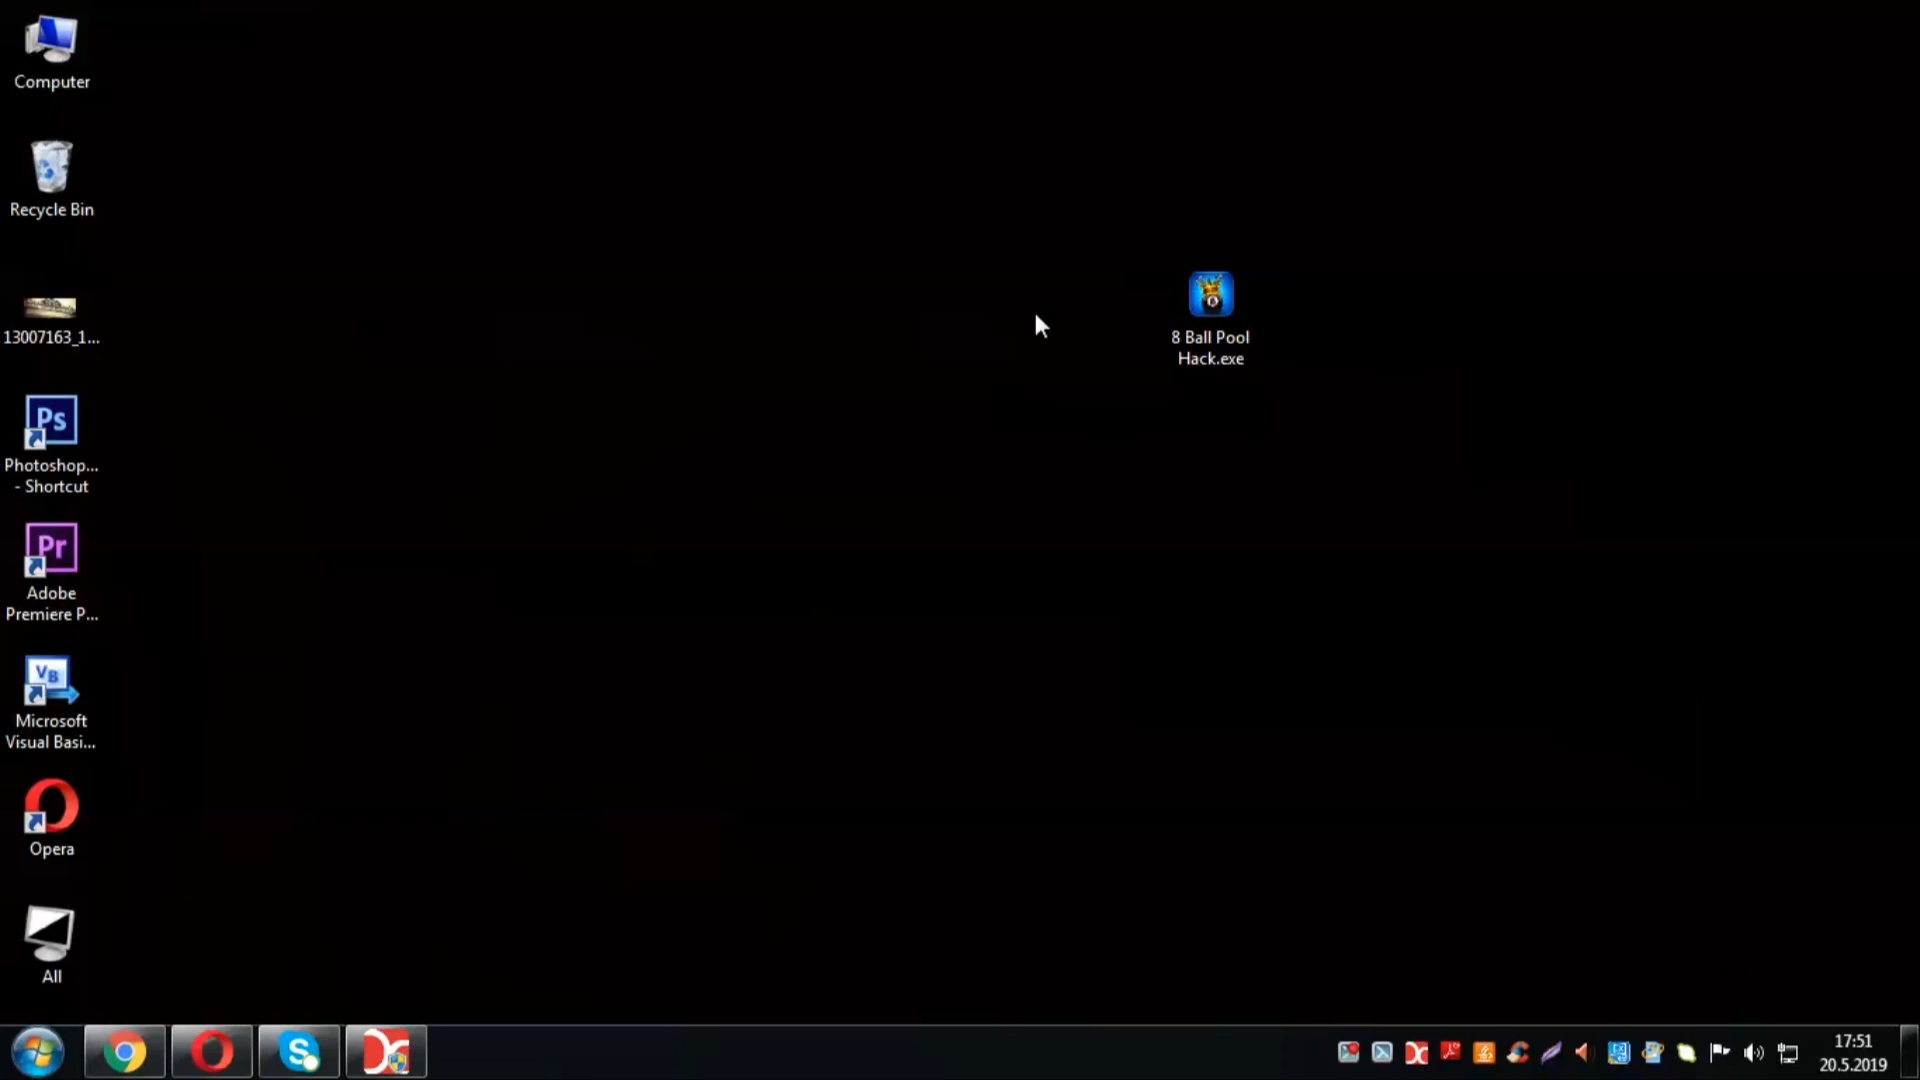 Computer
Recycle Bin
13007163_1...
Ps
Photoshop...
- Shortcut
Pr
Adobe
Premiere P...
VB
Microsoft
Visual Basi...
Opera
All
8 Ball Pool
Hack.exe
17:51
20.5.2019